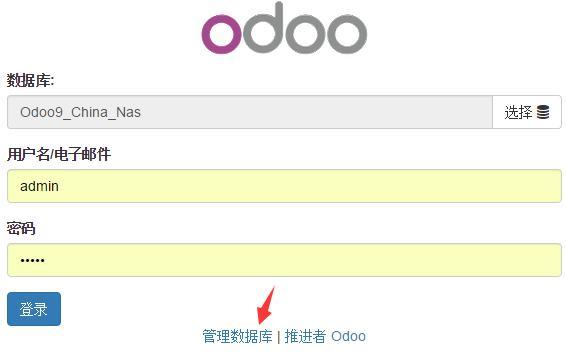 odoo
数据库:
Odoo9_China_Nas 选择
用户名/电子邮件
admin
密码
•••••
登录
管理数据库 | 推进者 Odoo